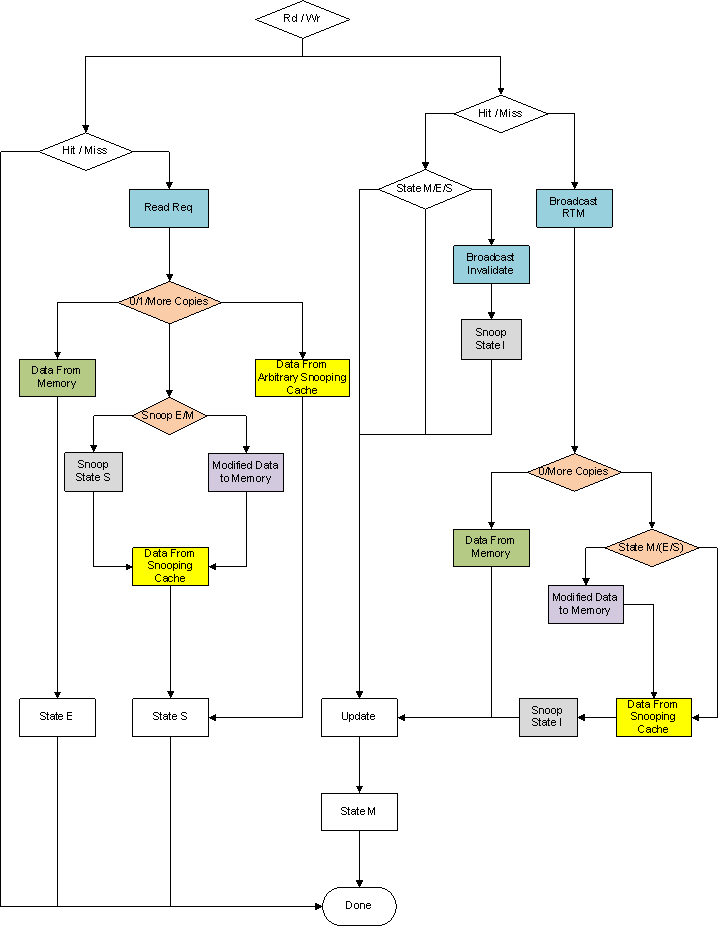 Rd / Wr
Hit / Miss
Hit / Miss
State M/E/S
Read Req
Broadcast
RTM
Broadcast
Invalidate
0/1/More Copies
Snoop
State I
Data From
Memory
Data From
Arbitrary Snooping
Cache
Snoop E/M
Snoop
State S
Modified Data
to Memory
0/More Copies
Data From
Memory
State M/(E/S)
Data From
Snooping
Cache
Modified Data
to Memory
State E
State S
Update
Snoop
State I
Data From
Snooping
Cache
State M
Done